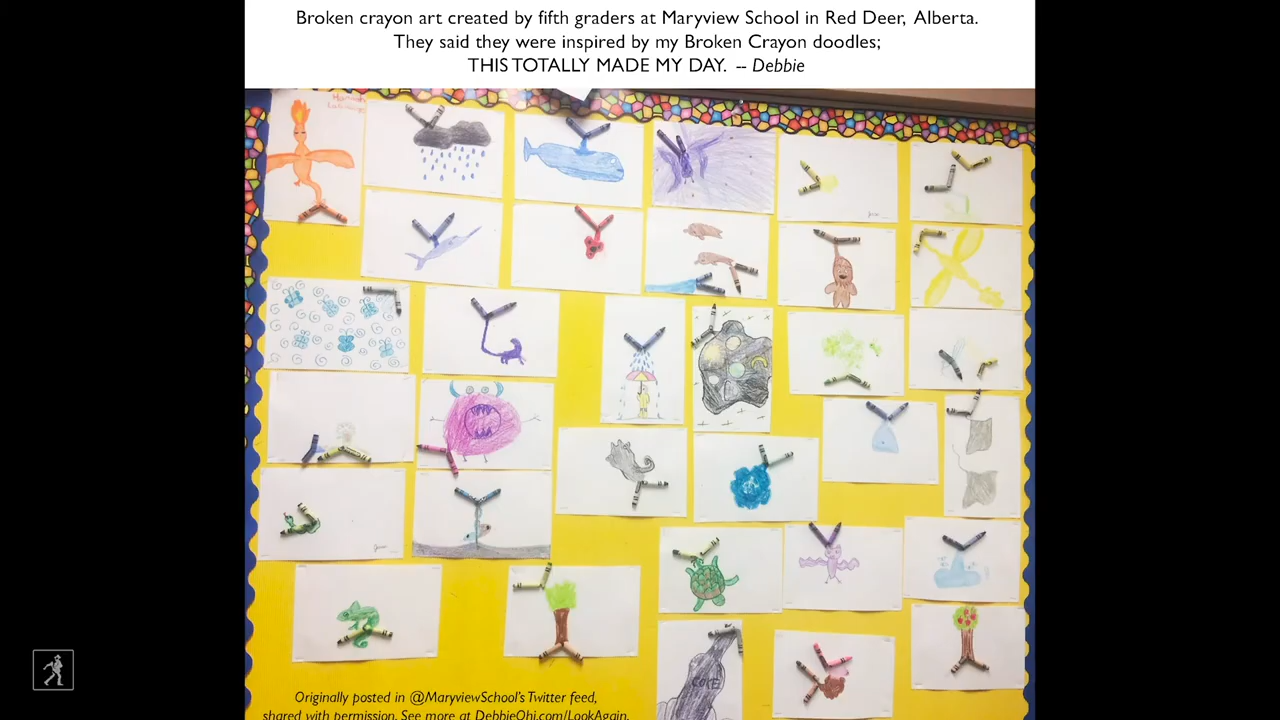 Broken crayon art created by fifth graders at Maryview School in Red Deer, Alberta.
They said they were inspired by my Broken Crayon doodles;
THIS TOTALLY MADE MY DAY. -- Debbie
COKE
Originally posted in @MaryviewSchool's Twitter feed,
shared with permission. See more at DebbieOhi.com/LookAgain.